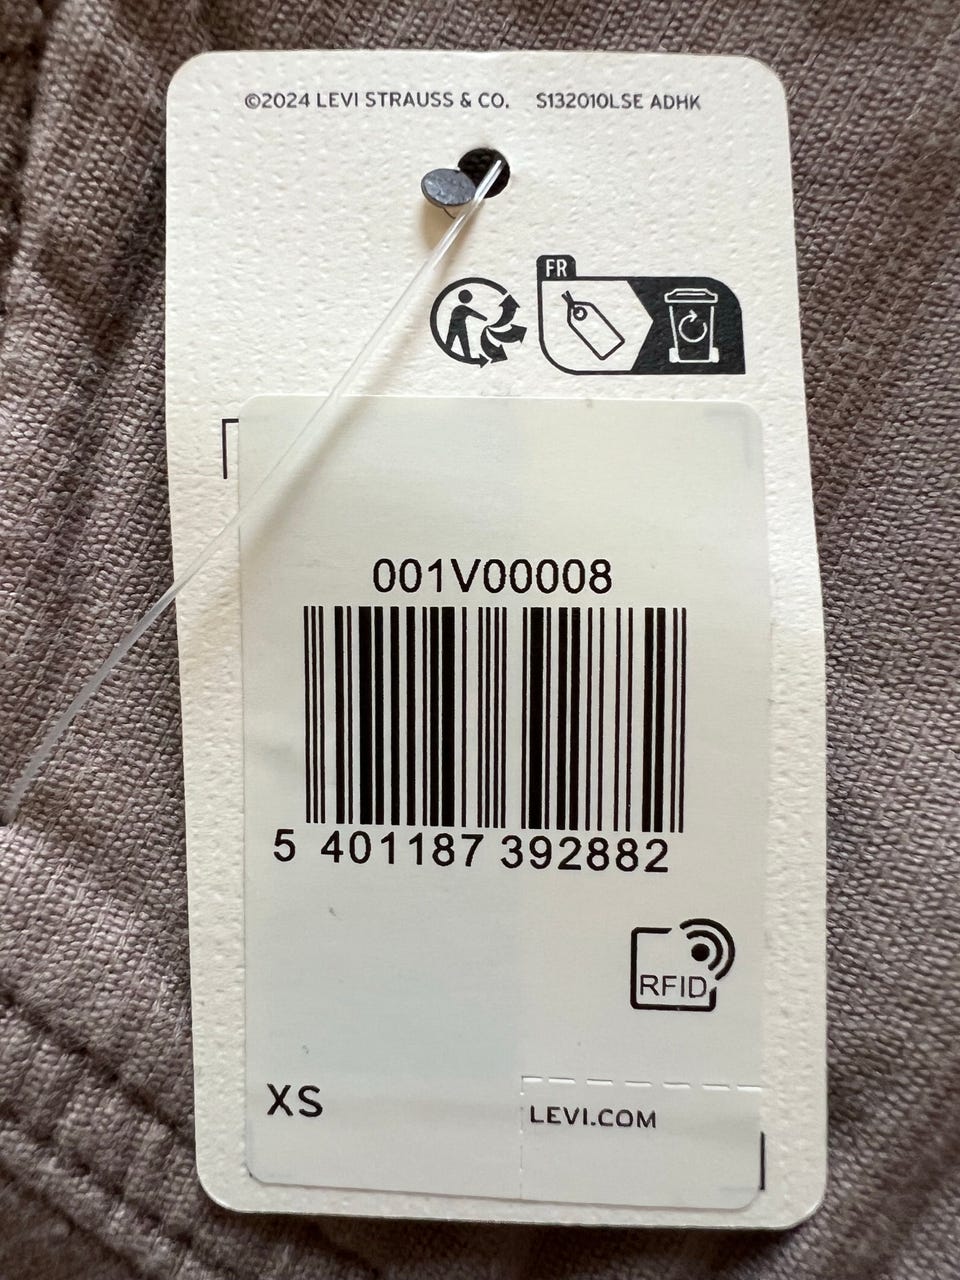 ©2024 LEVI STRAUSS & CO. S132010LSE ADHK
FR
001V00008
5 401187 392882
RFID
XS
LEVI.COM